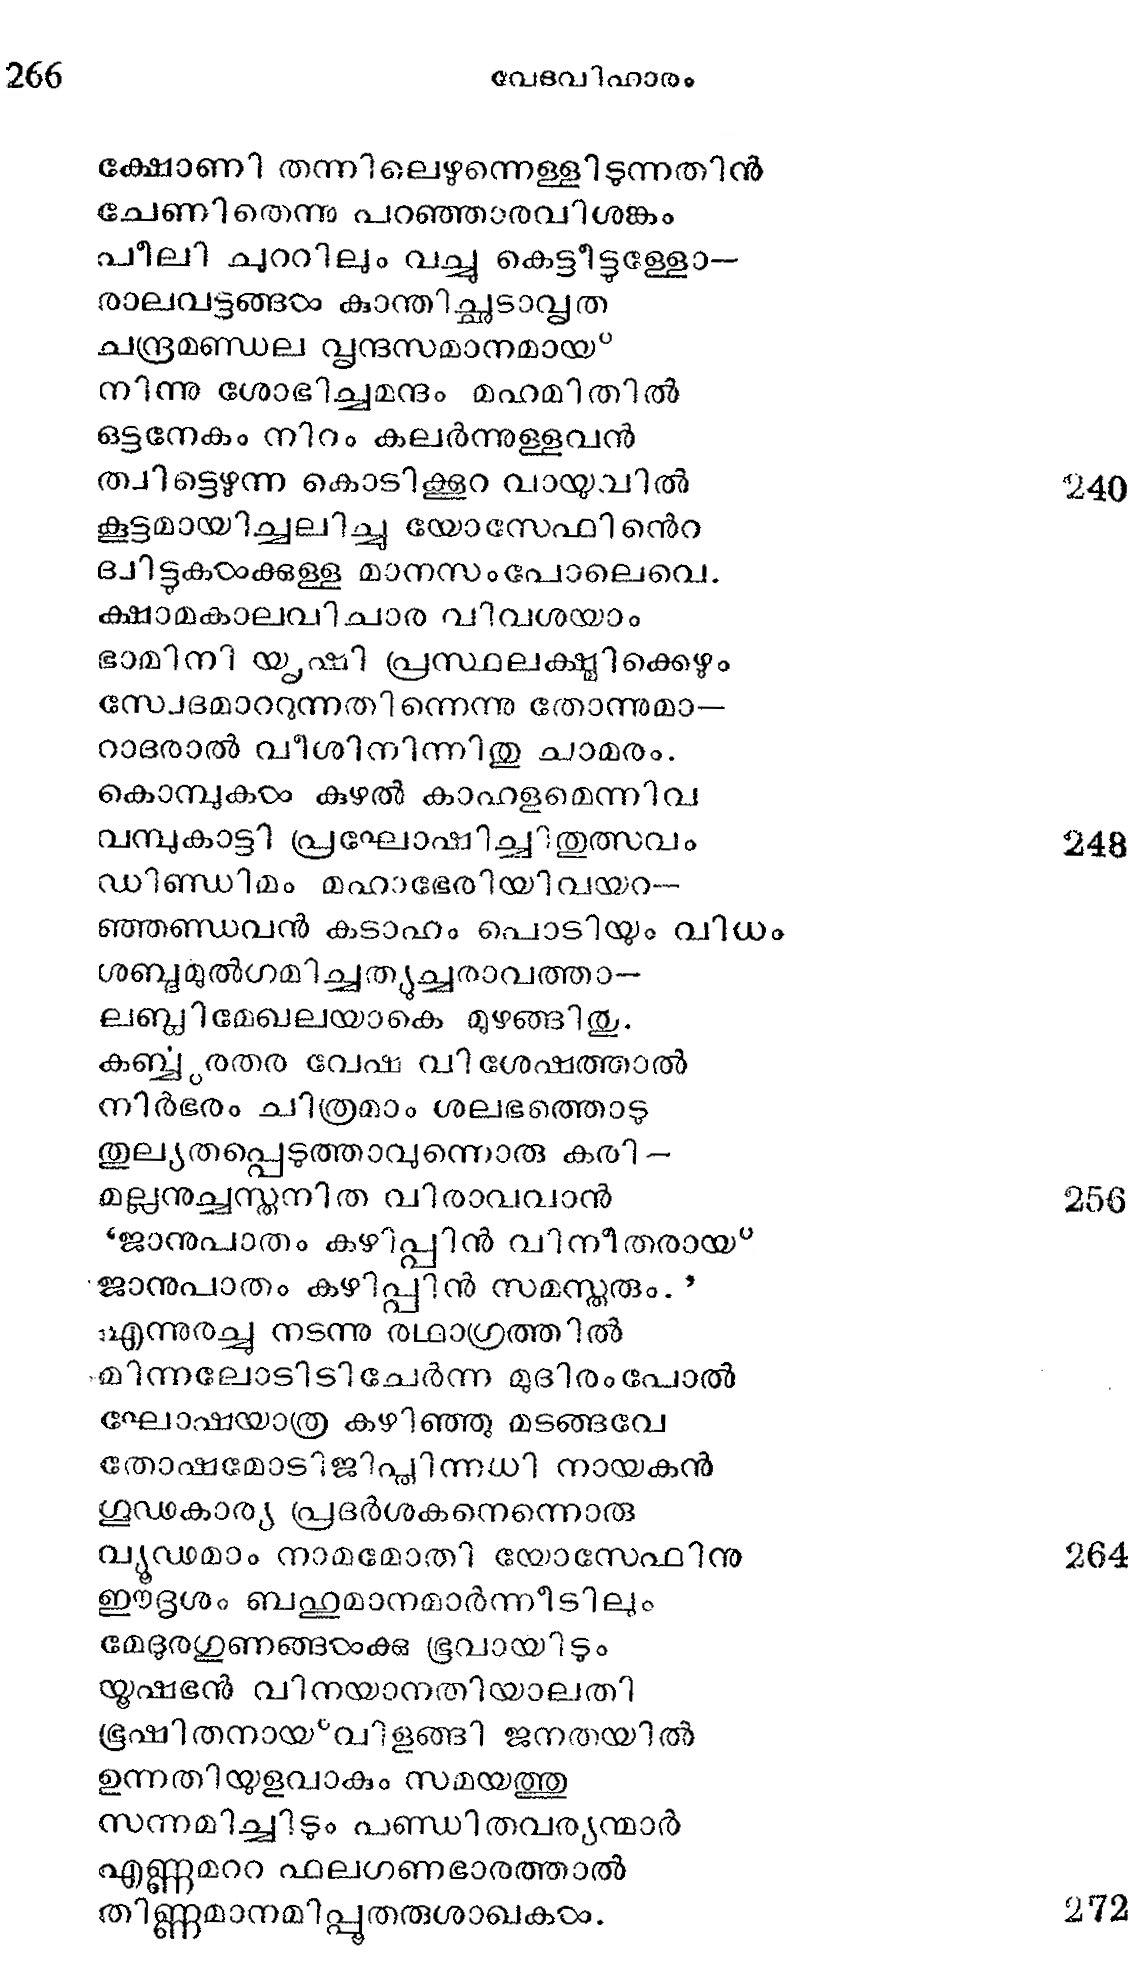 266 വേദവിഹാരം
ക്ഷോണി തന്നിലെഴുന്നെള്ളിടുന്നതിൻ
ചേണിതെന്നു പറഞ്ഞാരവിശങ്കം
പീലി ചുററിലും വച്ചു കെട്ടീട്ടുള്ളോ—
രാലവട്ടങ്ങൾ കാന്തിച്ഛടാവൃത
ചന്ദ്രമണ്ഡല വൃന്ദസമാനമായ്
നിന്നു ശോഭിച്ചമന്ദം മഹമിതിൽ
ഒട്ടനേകം നിറം കലർന്നുള്ളവൻ
ത്വിട്ടെഴുന്ന കൊടിക്കൂറ വായുവിൽ 240
കൂട്ടമായിച്ചലിച്ചു യോസേഫിൻെറ
ദ്വിട്ടുകൾക്കുള്ള മാനസംപോലെവെ.
ക്ഷാമകാലവിചാര വിവശയാം
ഭാമിനി യൃഷി പ്രസ്ഥലക്ഷ്മിക്കെഴും
സ്വേദമാററുന്നതിന്നെന്നു തോന്നുമാ—
റാദരാൽ വീശിനിന്നിതു ചാമരം.
കൊമ്പുകൾ കുഴൽ കാഹളമെന്നിവ
വമ്പുകാട്ടി പ്രഘോഷിച്ചിതുത്സവം 248
ഡിണ്ഡിമം മഹാഭേരിയിവയറ—
ഞ്ഞണ്ഡവൻ കടാഹം പൊടിയും വിധം
ശബ്ദമുൽഗമിച്ചത്യുച്ചരാവത്താ—
ലബ്ധിമേഖലയാകെ മുഴങ്ങിതു.
കബ്ബുരതര വേഷ വിശേഷത്താൽ
നിർഭരം ചിത്രമാം ശലഭത്തൊടു
തുല്യതപ്പെടുത്താവുന്നൊരു കരി—
മല്ലനുച്ചസ്തനിത വിരാവവാൻ 256
‘ജാനുപാതം കഴിപ്പിൻ വിനീതരായ്
ജാനുപാതം കഴിപ്പിൻ സമസ്തരും.’
എന്നുരച്ചു നടന്നു രഥാഗ്രത്തിൽ
മിന്നലോടിടിചേർന്ന മുദിരംപോൽ
ഘോഷയാത്ര കഴിഞ്ഞു മടങ്ങവേ
തോഷമോടിജിപ്തിന്നധി നായകൻ
ഗൂഢകാര്യ പ്രദർശകനെന്നൊരു
വ്യൂഢമാം നാമമോതി യോസേഫിനു 264
ഈദൃശം ബഹുമാനമാർന്നീടിലും
മേദുരഗുണങ്ങൾക്കു ഭൂവായിടും
യൂഷഭൻ വിനയാനതിയാലതി
ഭൂഷിതനായ്‌വിളങ്ങി ജനതയിൽ
ഉന്നതിയുളവാകും സമയത്തു
സന്നമിച്ചിടും പണ്ഡിതവര്യന്മാർ
എണ്ണമററ ഫലഗണഭാരത്താൽ
തിണ്ണമാനമിപ്പൂതരുശാഖകൾ. 272